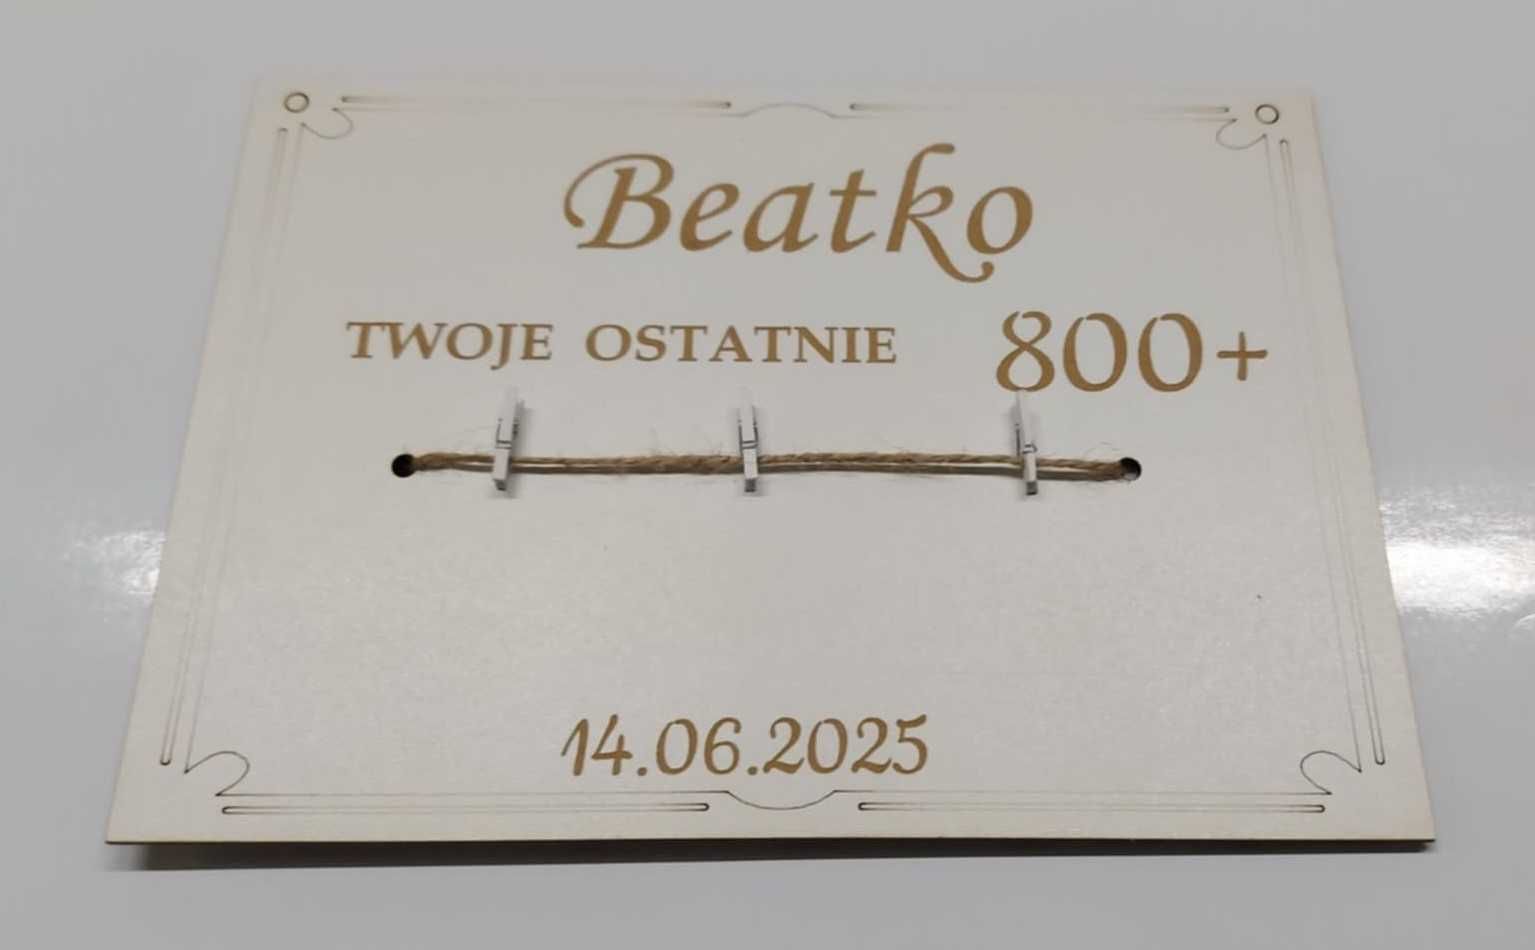 Beatko
TWOJE OSTATNIE 800+
14.06.2025